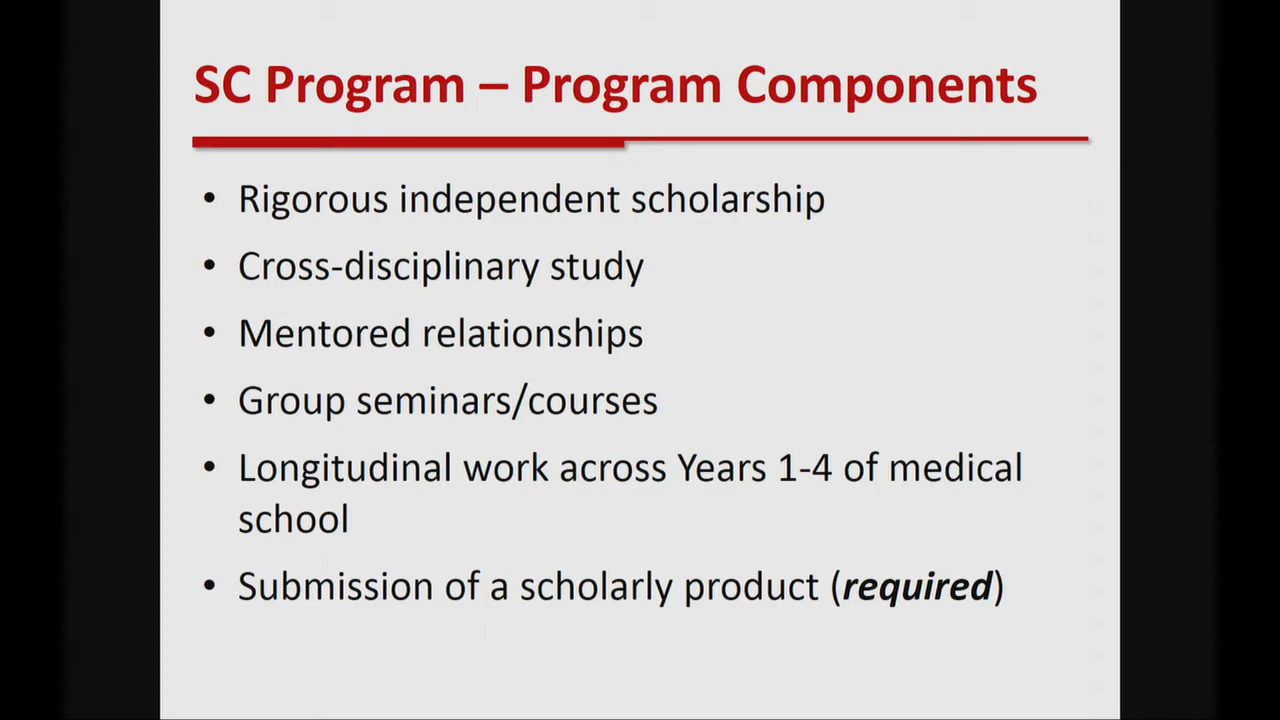 SC Program – Program Components
• Rigorous independent scholarship
• Cross-disciplinary study
• Mentored relationships
• Group seminars/courses
• Longitudinal work across Years 1-4 of medical
school
• Submission of a scholarly product (required)